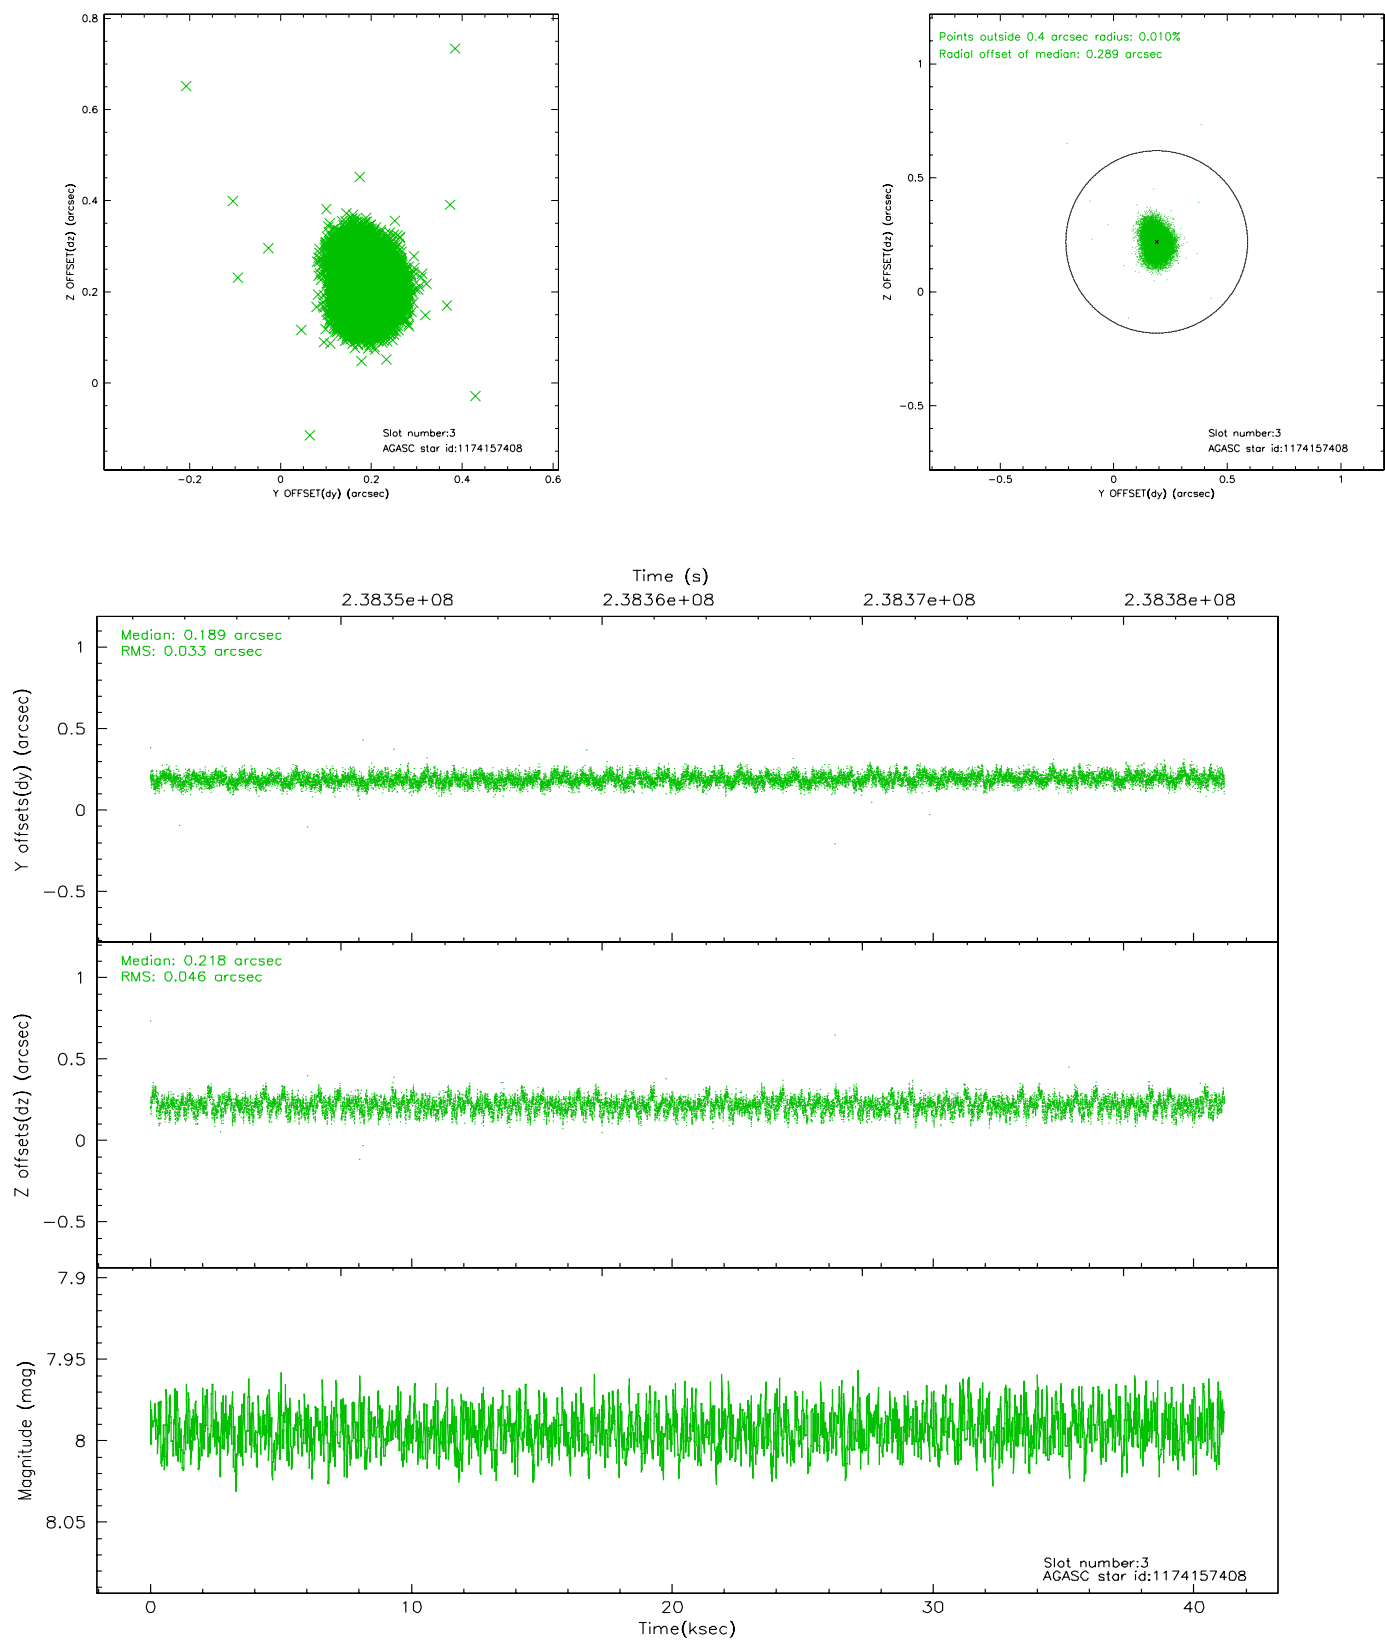 0.8
0.6
0.4
0.2
0
Z OFFSET(dz) (arcsec)
−0.2 0 0.2 0.4 0.6
Y OFFSET(dy) (arcsec)
Slot number:3
AGASC star id:1174157408
Points outside 0.4 arcsec radius: 0.010%
Radial offset of median: 0.289 arcsec
1
0.5
0
−0.5
Z OFFSET(dz) (arcsec)
−0.5 0 0.5 1
Y OFFSET(dy) (arcsec)
Slot number:3
AGASC star id:1174157408
Time (s)
2.3835e+08 2.3836e+08 2.3837e+08 2.3838e+08
Median: 0.189 arcsec
RMS: 0.033 arcsec
1
0.5
0
−0.5
Y offsets(dy) (arcsec)
Median: 0.218 arcsec
RMS: 0.046 arcsec
1
0.5
0
−0.5
Z offsets(dz) (arcsec)
7.9
7.95
8
8.05
Magnitude (mag)
Slot number:3
AGASC star id:1174157408
0 10 20 30 40
Time(ksec)